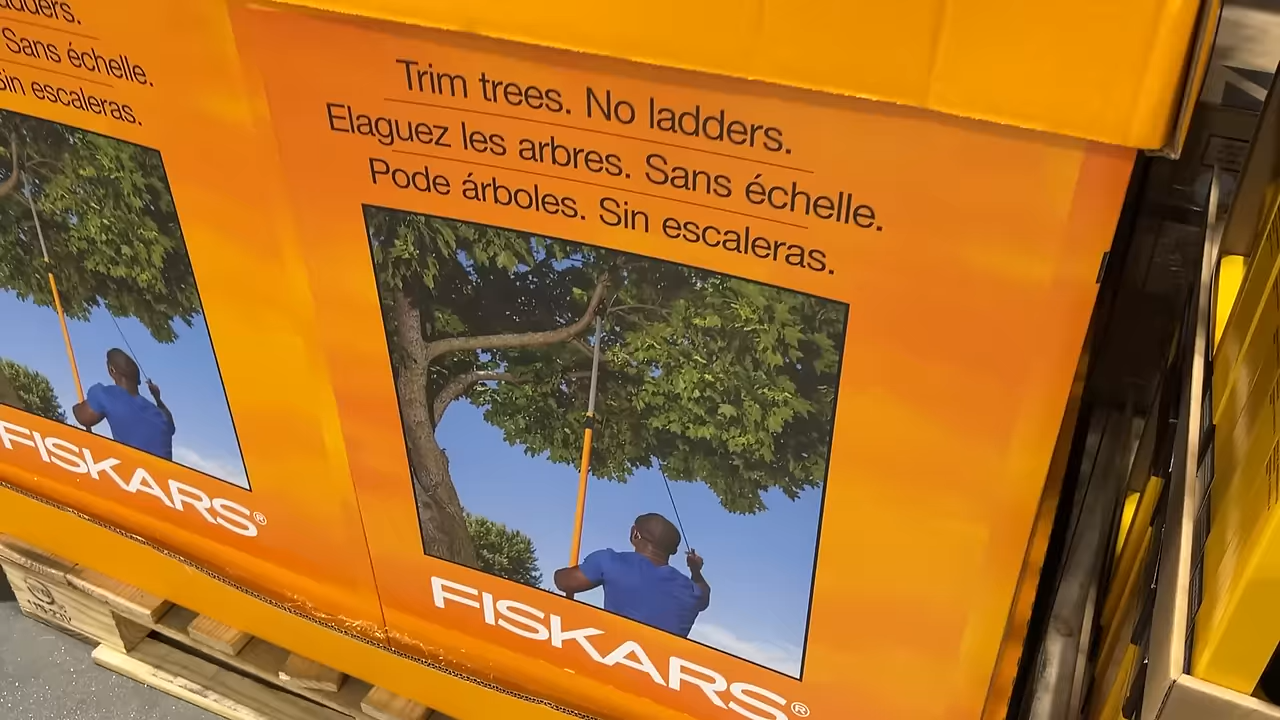 adders.
Sans échelle.
Sin escaleras.
FISKARS®
Trim trees. No ladders.
Elaguez les arbres. Sans échelle.
Pode árboles. Sin escaleras.
FISKARS®